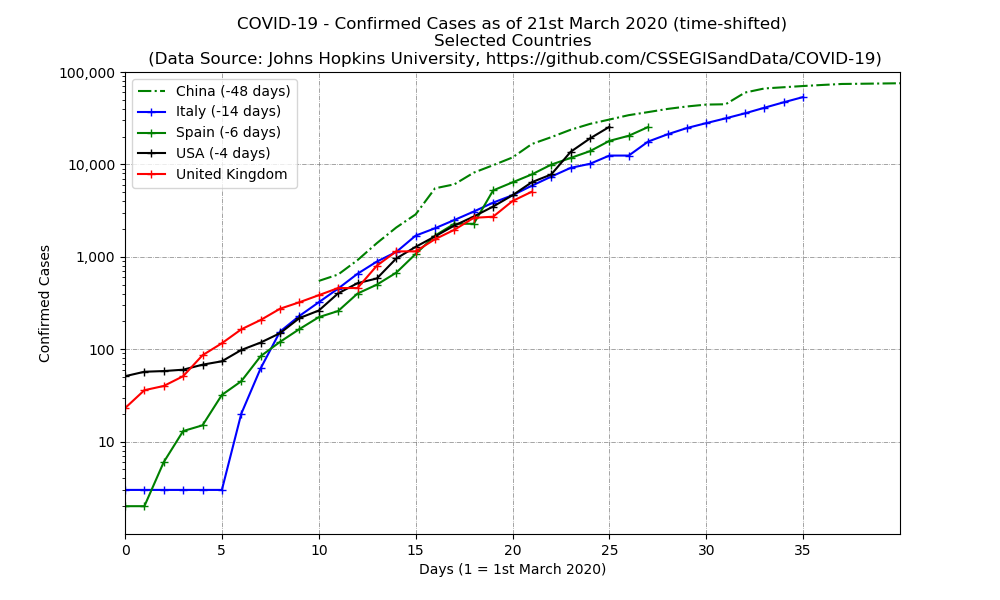 COVID-19 - Confirmed Cases as of 21st March 2020 (time-shifted)
Selected Countries
(Data Source: Johns Hopkins University, https://github.com/CSSEGISandData/COVID-19)
China (-48 days)
Italy (-14 days)
Spain (-6 days)
USA (-4 days)
United Kingdom
Confirmed Cases
100,000
10,000
1,000
100
10
0 5 10 15 20 25 30 35
Days (1 = 1st March 2020)